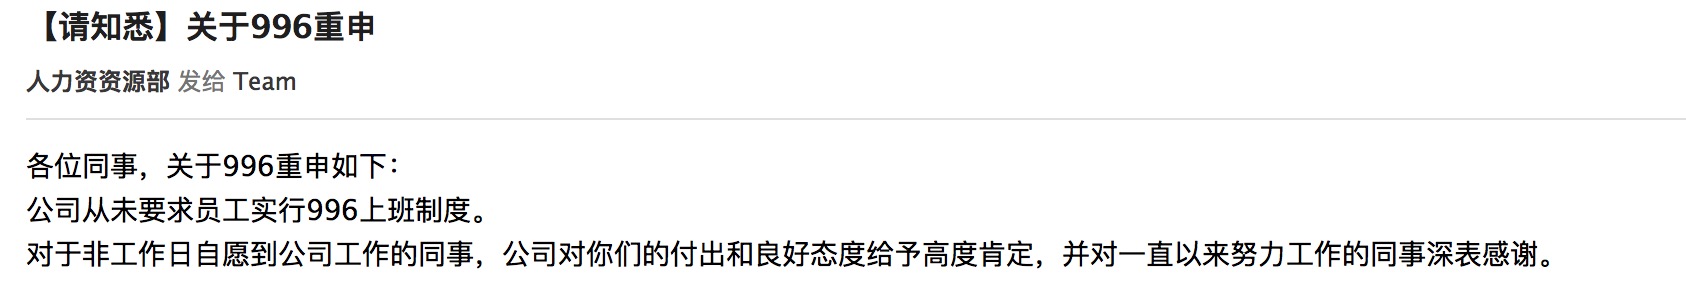 【请知悉】关于996重申
人力资资源部 发给 Team
各位同事，关于996重申如下：
公司从未要求员工实行996上班制度。
对于非工作日自愿到公司工作的同事，公司对你们的付出和良好态度给予高度肯定，并对一直以来努力工作的同事深表感谢。